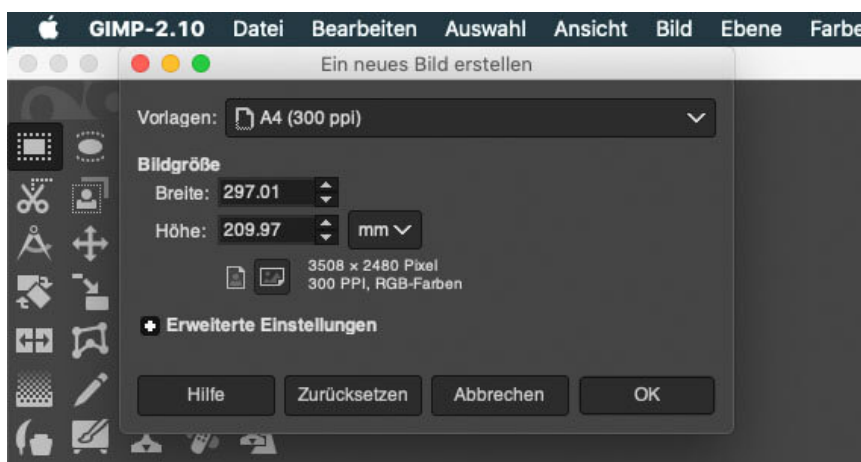 GIMP-2.10 Datei Bearbeiten Auswahl Ansicht Bild Ebene Farbe
Ein neues Bild erstellen
Vorlagen: A4 (300 ppi)
Bildgröße
Breite: 297.01
Höhe: 209.97 mm
3508 × 2480 Pixel
300 PPI, RGB-Farben
Erweiterte Einstellungen
Hilfe Zurücksetzen Abbrechen OK